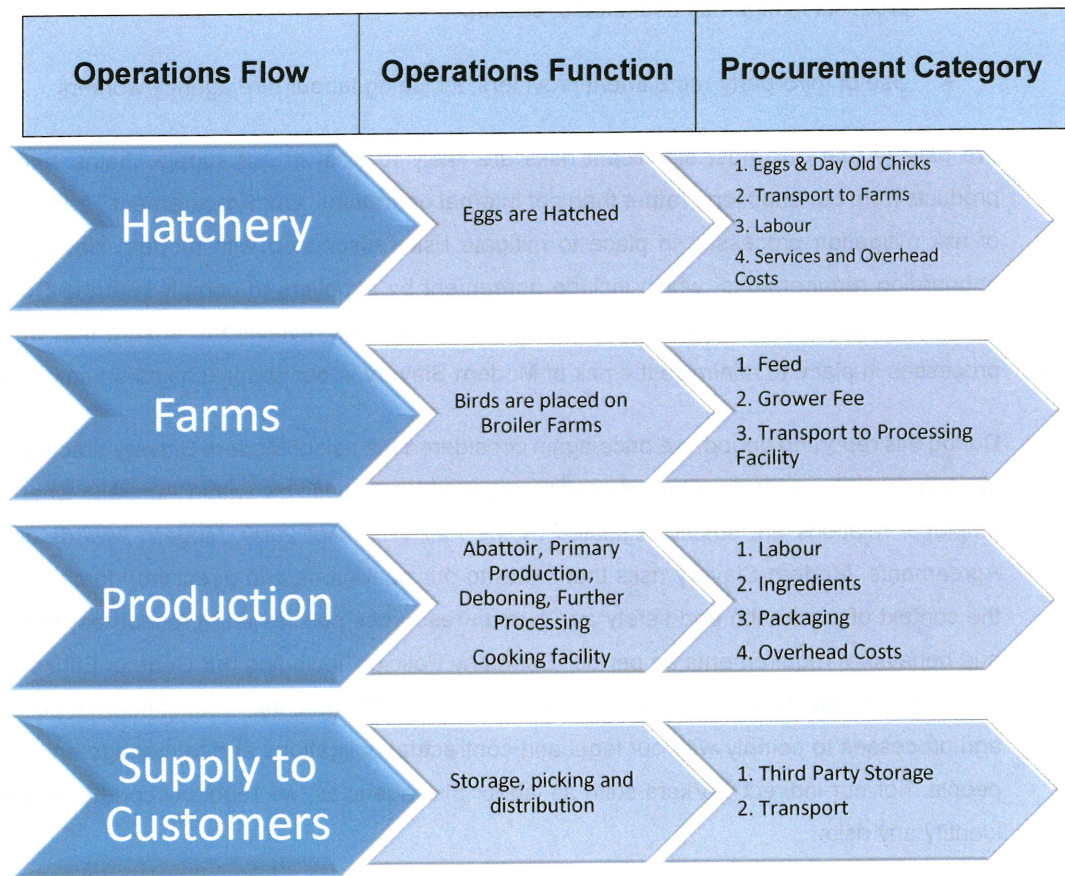 Operations Flow
Operations Function
Procurement Category
Hatchery
Eggs are Hatched
1. Eggs & Day Old Chicks
2. Transport to Farms
3. Labour
4. Services and Overhead
Costs
Farms
Birds are placed on
Broiler Farms
1. Feed
2. Grower Fee
3. Transport to Processing
Facility
Production
Abattoir, Primary
Production,
Deboning, Further
Processing
Cooking facility
1. Labour
2. Ingredients
3. Packaging
4. Overhead Costs
Supply to
Customers
Storage, picking and
distribution
1. Third Party Storage
2. Transport